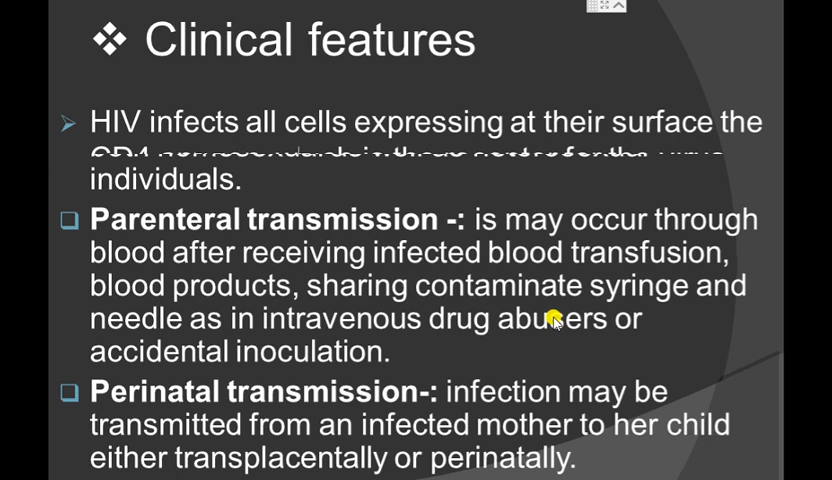 Clinical features
HIV infects all cells expressing at their surface the
individuals.
Parenteral transmission -: is may occur through
blood after receiving infected blood transfusion,
blood products, sharing contaminate syringe and
needle as in intravenous drug abusers or
accidental inoculation.
Perinatal transmission-: infection may be
transmitted from an infected mother to her child
either transplacentally or perinatally.